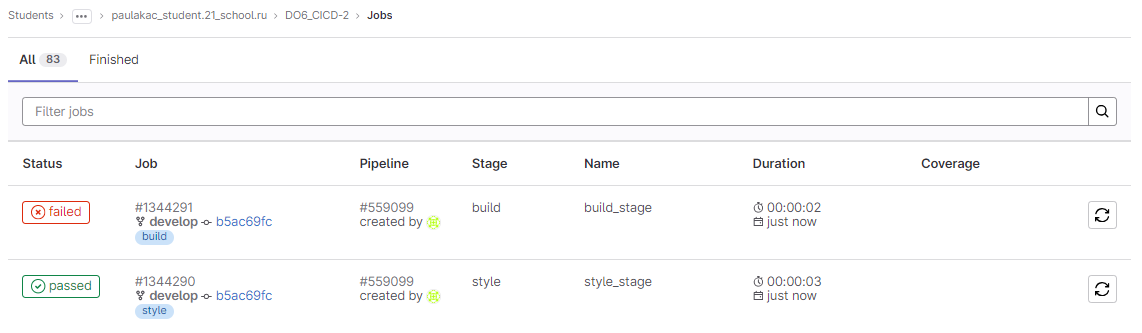 Students > ... > paulakac_student.21_school.ru > DO6_CICD-2 > Jobs
All 83 Finished
Filter jobs
Status Job Pipeline Stage Name Duration Coverage
failed #1344291 #559099 build build_stage 00:00:02
develop b5ac69fc created by just now
build
passed #1344290 #559099 style style_stage 00:00:03
develop b5ac69fc created by just now
style